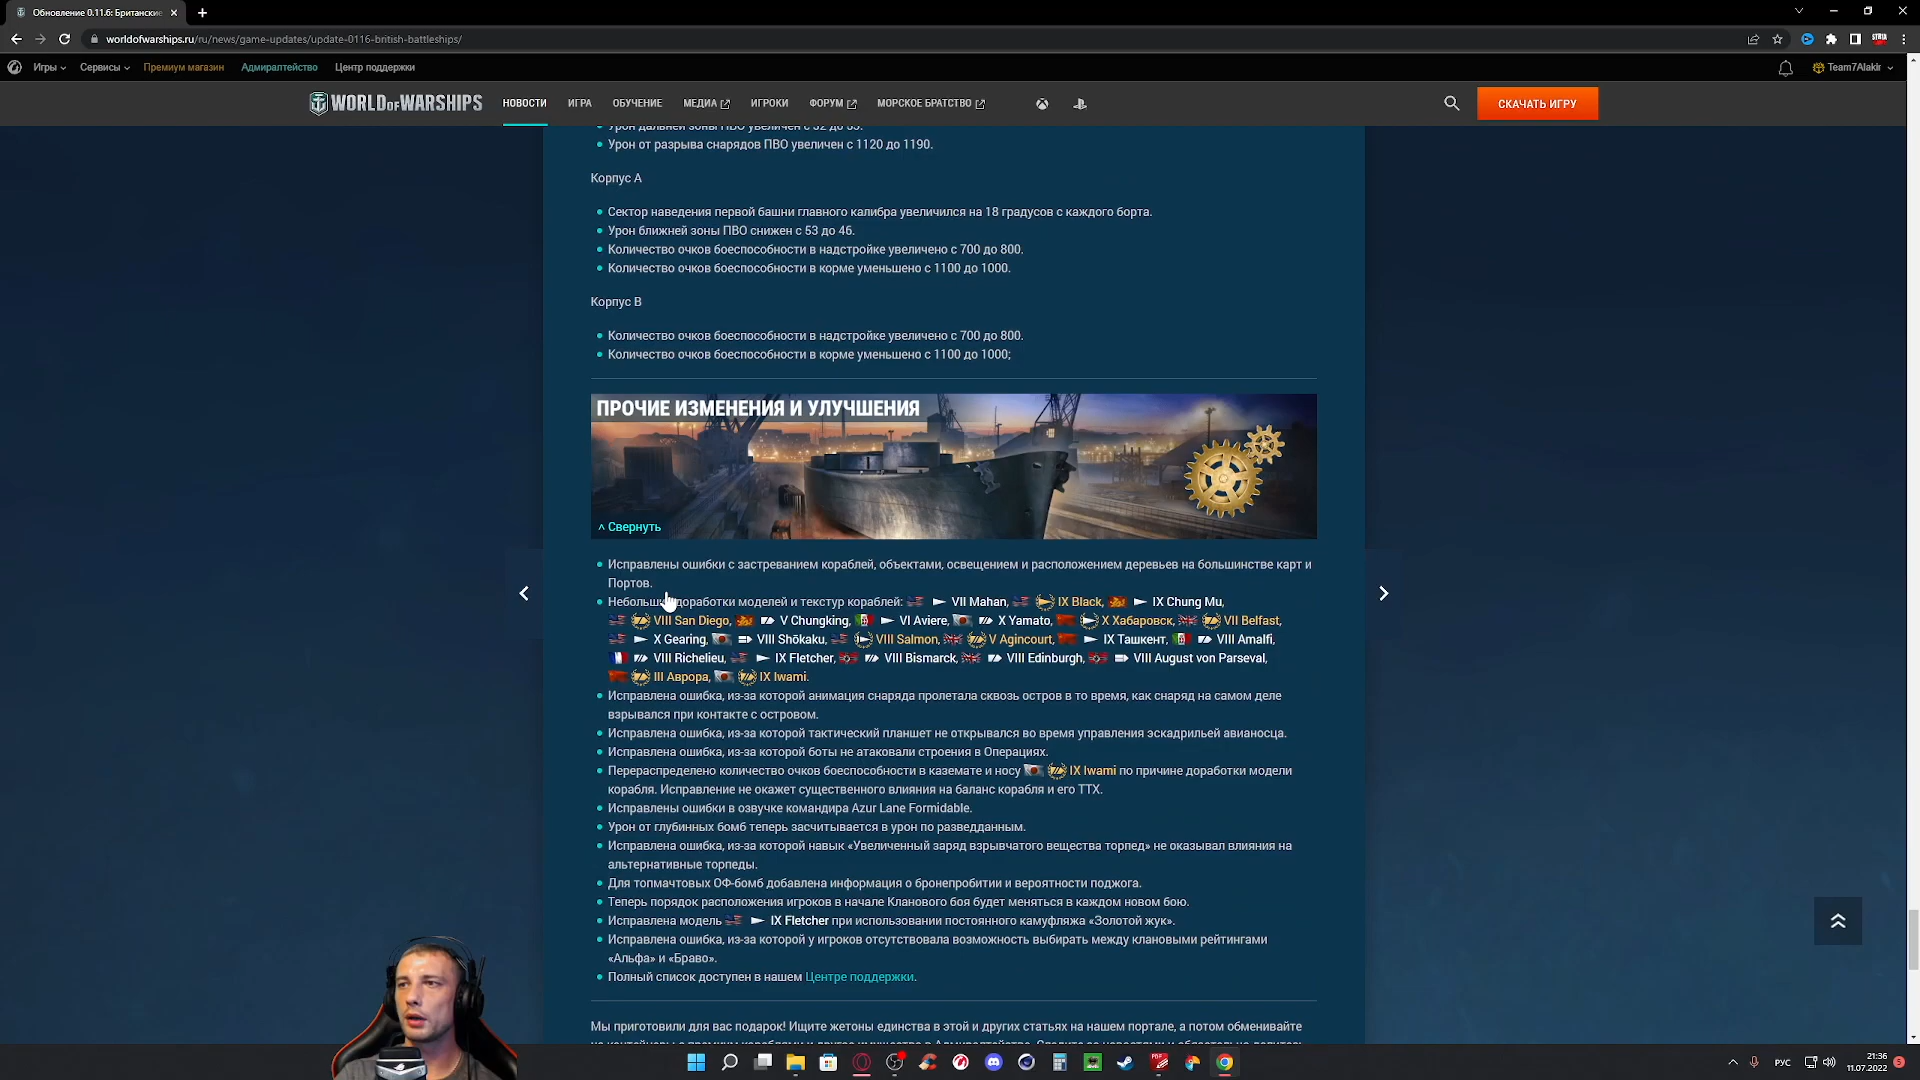 Обновление 0.11.6: Британские
worldofwarships.ru/ru/news/game-updates/update-0116-british-battleships/
Игры Сервисы Премиум магазин Адмиралтейство Центр поддержки Team7Alakir
WORLD OF WARSHIPS НОВОСТИ ИГРА ОБУЧЕНИЕ МЕДИА ИГРОКИ ФОРУМ МОРСКОЕ БРАТСТВО СКАЧАТЬ ИГРУ
Урон дальней зоны ПВО увеличен с 52 до 55.
Урон от разрыва снарядов ПВО увеличен с 1120 до 1190.
Корпус А
Сектор наведения первой башни главного калибра увеличился на 18 градусов с каждого борта.
Урон ближней зоны ПВО снижен с 53 до 46.
Количество очков боеспособности в надстройке увеличено с 700 до 800.
Количество очков боеспособности в корме уменьшено с 1100 до 1000.
Корпус B
Количество очков боеспособности в надстройке увеличено с 700 до 800.
Количество очков боеспособности в корме уменьшено с 1100 до 1000;
ПРОЧИЕ ИЗМЕНЕНИЯ И УЛУЧШЕНИЯ
^ Свернуть
Исправлены ошибки с застреванием кораблей, объектами, освещением и расположением деревьев на большинстве карт и
Портов.
Небольшие доработки моделей и текстур кораблей: VII Mahan, IX Black, IX Chung Mu,
VIII San Diego, V Chungking, VI Aviere, X Yamato, X Хабаровск, VII Belfast,
X Gearing, VIII Shōkaku, VIII Salmon, V Agincourt, IX Ташкент, VIII Amalfi,
VIII Richelieu, IX Fletcher, VIII Bismarck, VIII Edinburgh, VIII August von Parseval,
III Аврора, IX Iwami.
Исправлена ошибка, из-за которой анимация снаряда пролетала сквозь остров в то время, как снаряд на самом деле
взрывался при контакте с островом.
Исправлена ошибка, из-за которой тактический планшет не открывался во время управления эскадрильей авианосца.
Исправлена ошибка, из-за которой боты не атаковали строения в Операциях.
Перераспределено количество очков боеспособности в каземате и носу IX Iwami по причине доработки модели
корабля. Исправление не окажет существенного влияния на баланс корабля и его ТТХ.
Исправлены ошибки в озвучке командира Azur Lane Formidable.
Урон от глубинных бомб теперь засчитывается в урон по разведданным.
Исправлена ошибка, из-за которой навык «Увеличенный заряд взрывчатого вещества торпед» не оказывал влияния на
альтернативные торпеды.
Для топмачтовых ОФ-бомб добавлена информация о бронепробитии и вероятности поджога.
Теперь порядок расположения игроков в начале Кланового боя будет меняться в каждом новом бою.
Исправлена модель IX Fletcher при использовании постоянного камуфляжа «Золотой жук».
Исправлена ошибка, из-за которой у игроков отсутствовала возможность выбирать между клановыми рейтингами
«Альфа» и «Браво».
Полный список доступен в нашем Центре поддержки.
Мы приготовили для вас подарок! Ищите жетоны единства в этой и других статьях на нашем портале, а потом обменивайте
РУС
21:36
11.07.2022
5